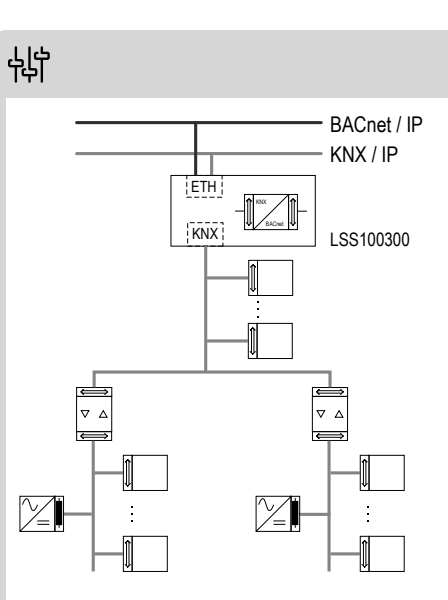 BACnet / IP
KNX / IP
ETH
KNX
BACnet
KNX
LSS100300